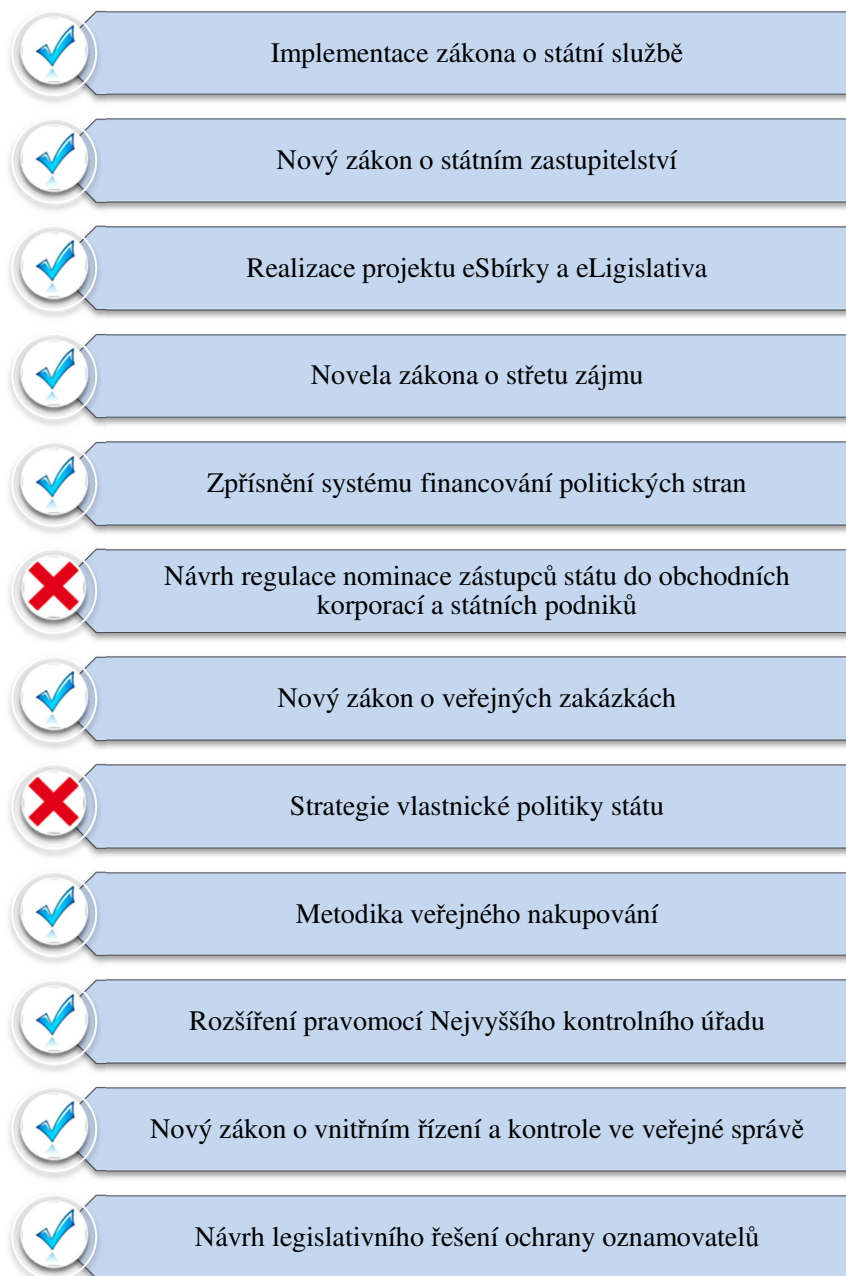 Implementace zákona o státní službě
Nový zákon o státním zastupitelství
Realizace projektu eSbírky a eLigislativa
Novela zákona o střetu zájmu
Zpřísnění systému financování politických stran
Návrh regulace nominace zástupců státu do obchodních
korporací a státních podniků
Nový zákon o veřejných zakázkách
Strategie vlastnické politiky státu
Metodika veřejného nakupování
Rozšíření pravomocí Nejvyššího kontrolního úřadu
Nový zákon o vnitřním řízení a kontrole ve veřejné správě
Návrh legislativního řešení ochrany oznamovatelů